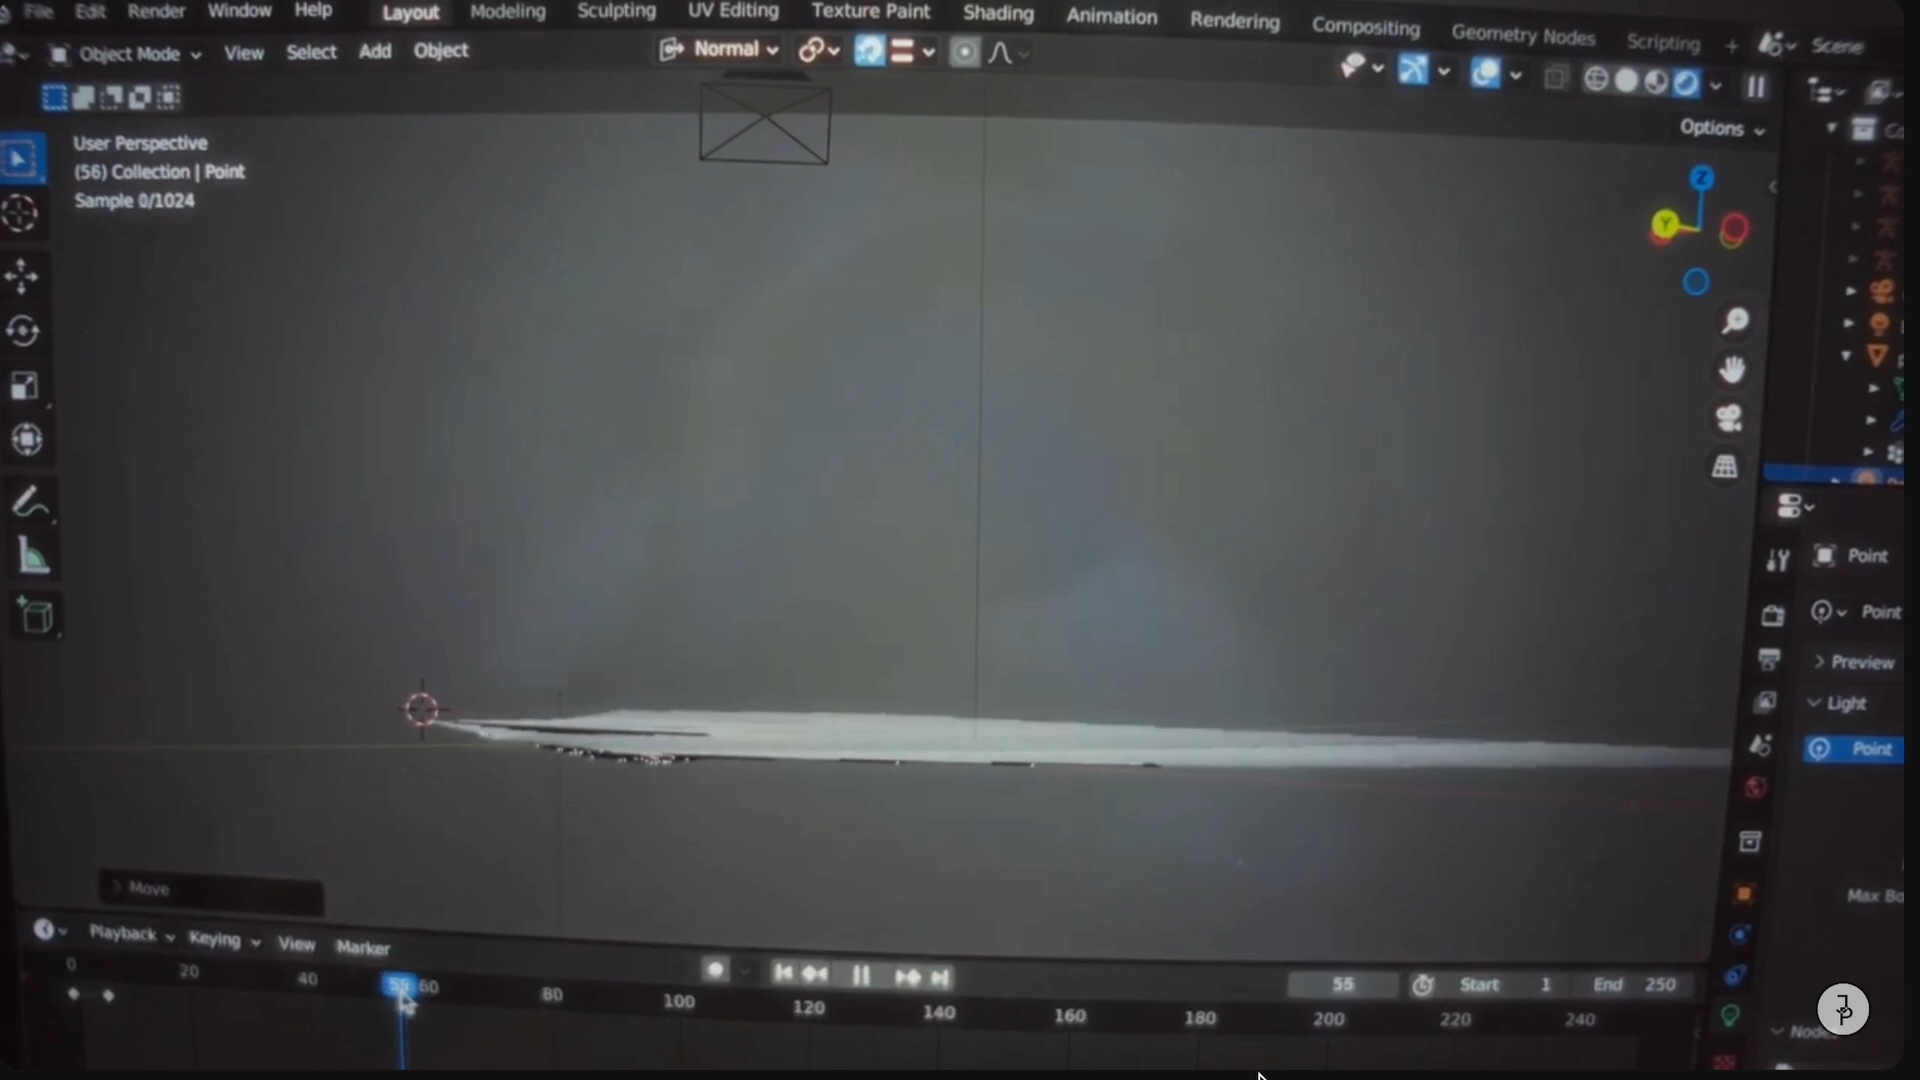 File Edit Render Window Help Layout Modeling Sculpting UV Editing Texture Paint Shading Animation Rendering Compositing Geometry Nodes Scripting + Scene
Object Mode View Select Add Object Normal
Options
User Perspective
(56) Collection | Point
Sample 0/1024
Z
Y
Point
Point
Preview
Light
Point
Move
Max Bo
Playback Keying View Marker
55 Start 1 End 250
0 20 40 55 60 80 100 120 140 160 180 200 220 240